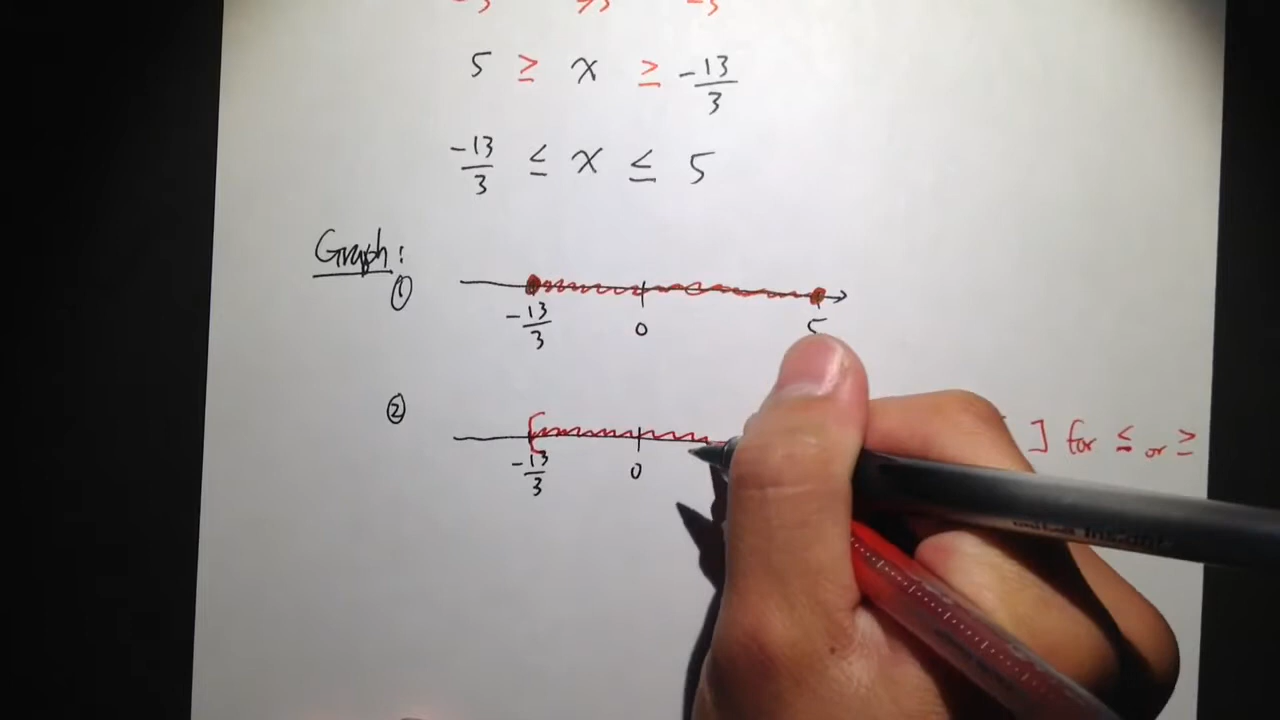 5 ≥ x ≥ -13/3
-13/3 ≤ x ≤ 5
Graph:
①
-13/3 0 5
②
[
-13/3 0
] for ≤ or ≥